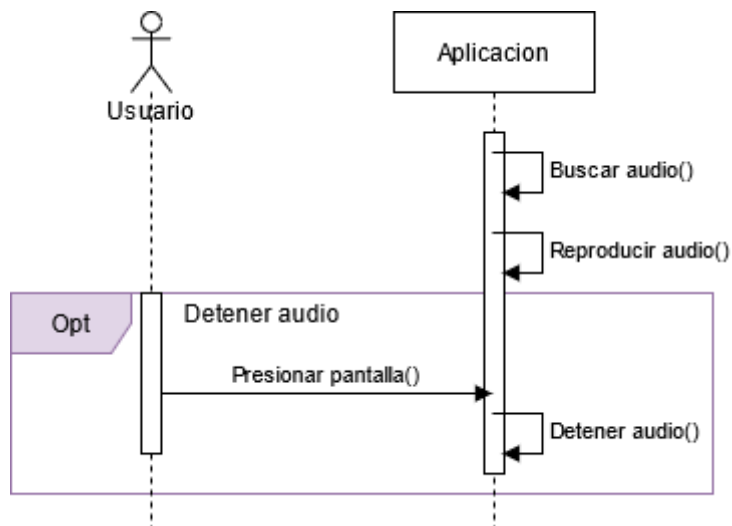 Aplicacion
Usuario
Buscar audio()
Reproducir audio()
Opt
Detener audio
Presionar pantalla()
Detener audio()